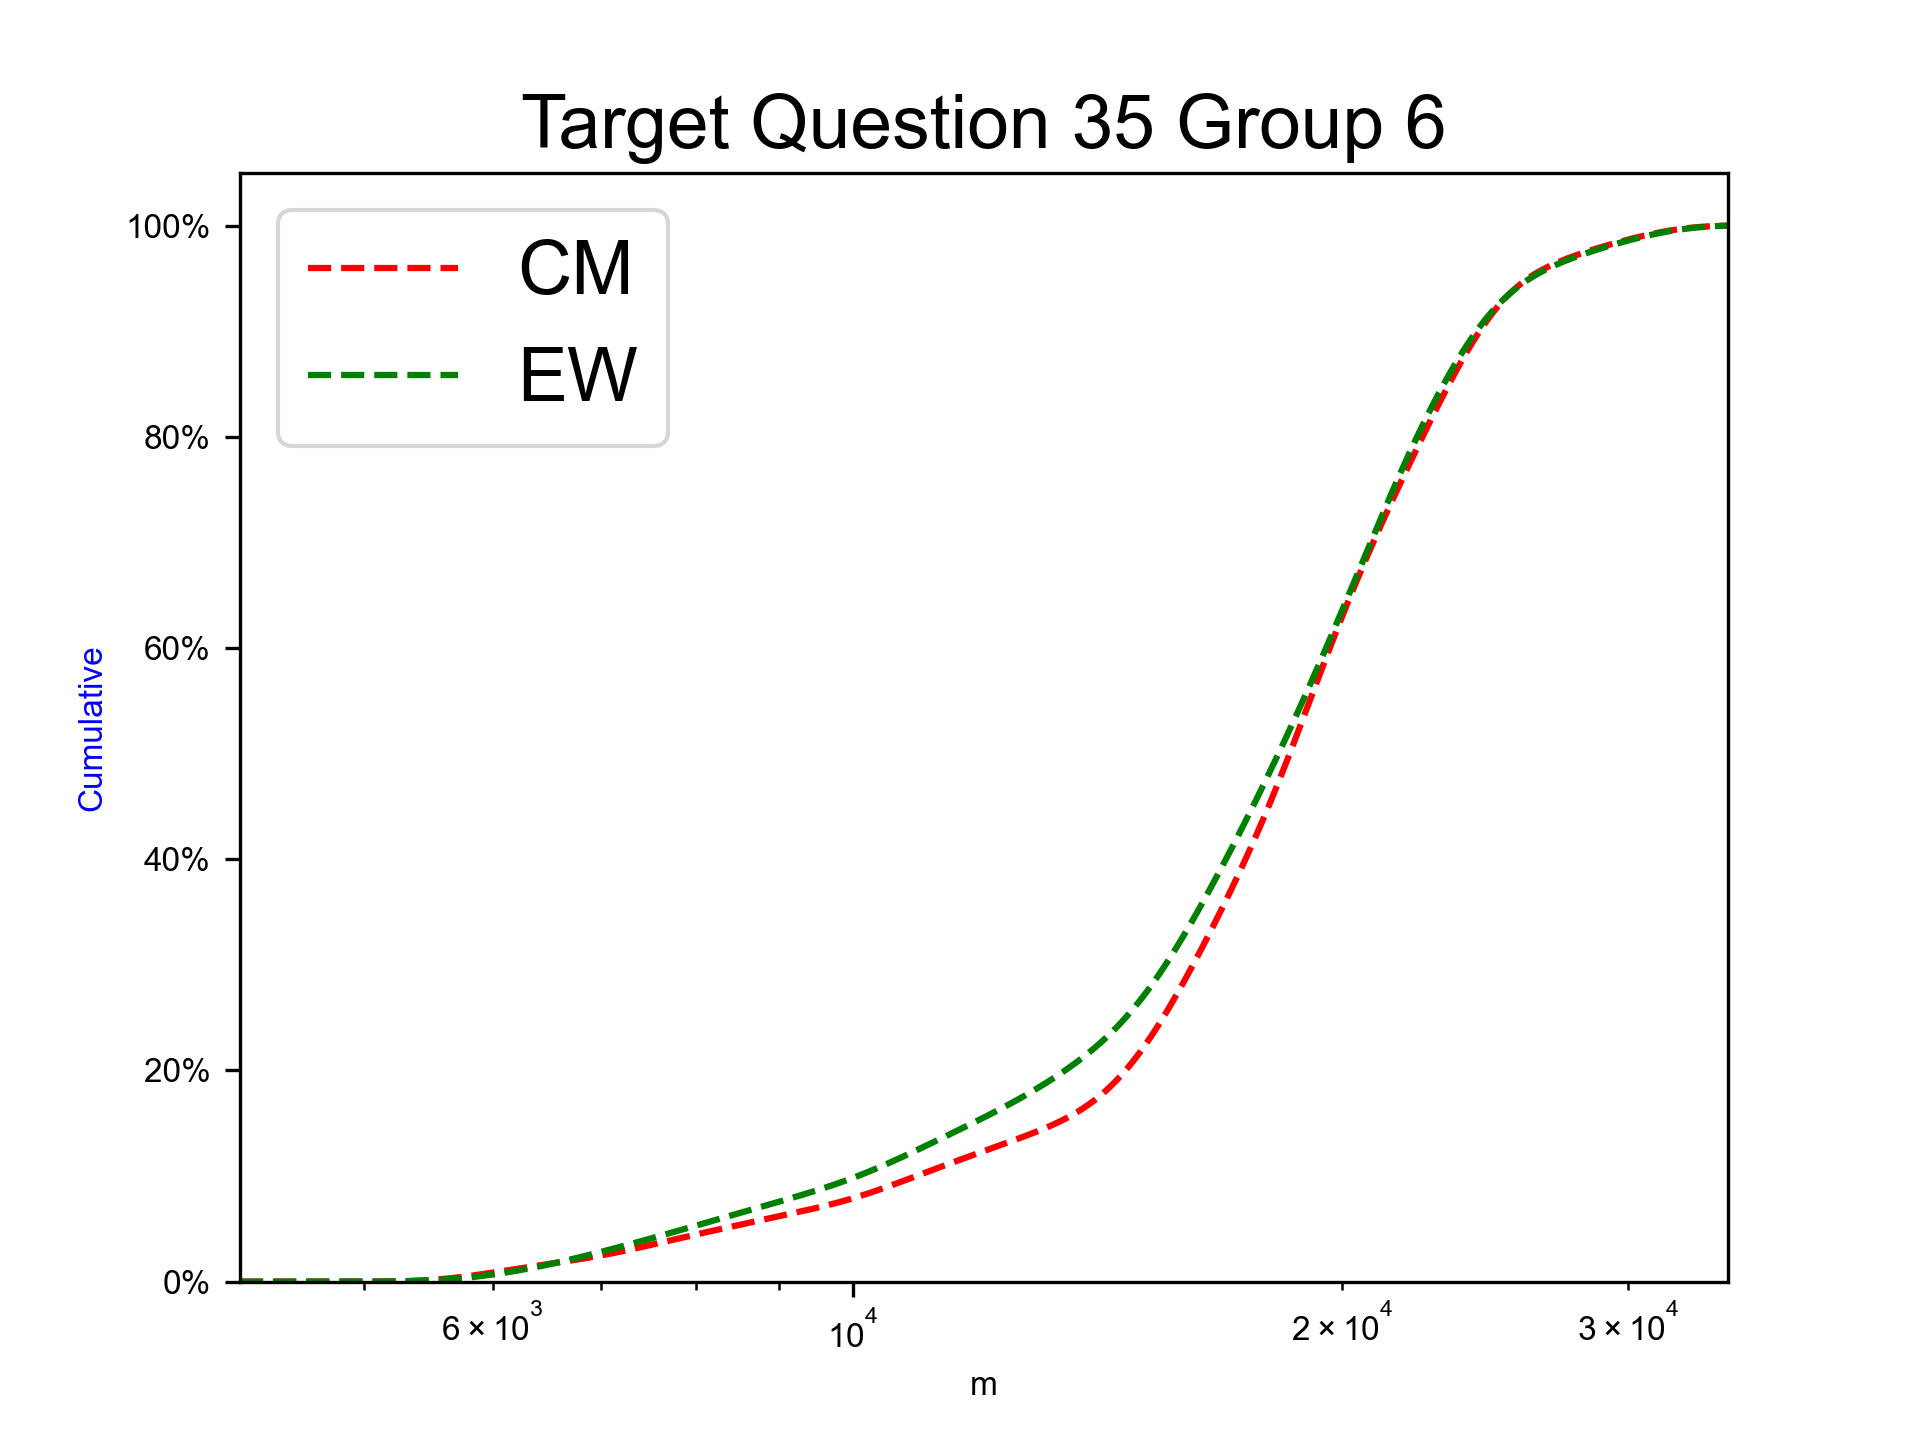 Target Question 35 Group 6
CM
EW
100%
80%
60%
40%
20%
0%
Cumulative
6 × 10³
10⁴
2 × 10⁴
3 × 10⁴
m